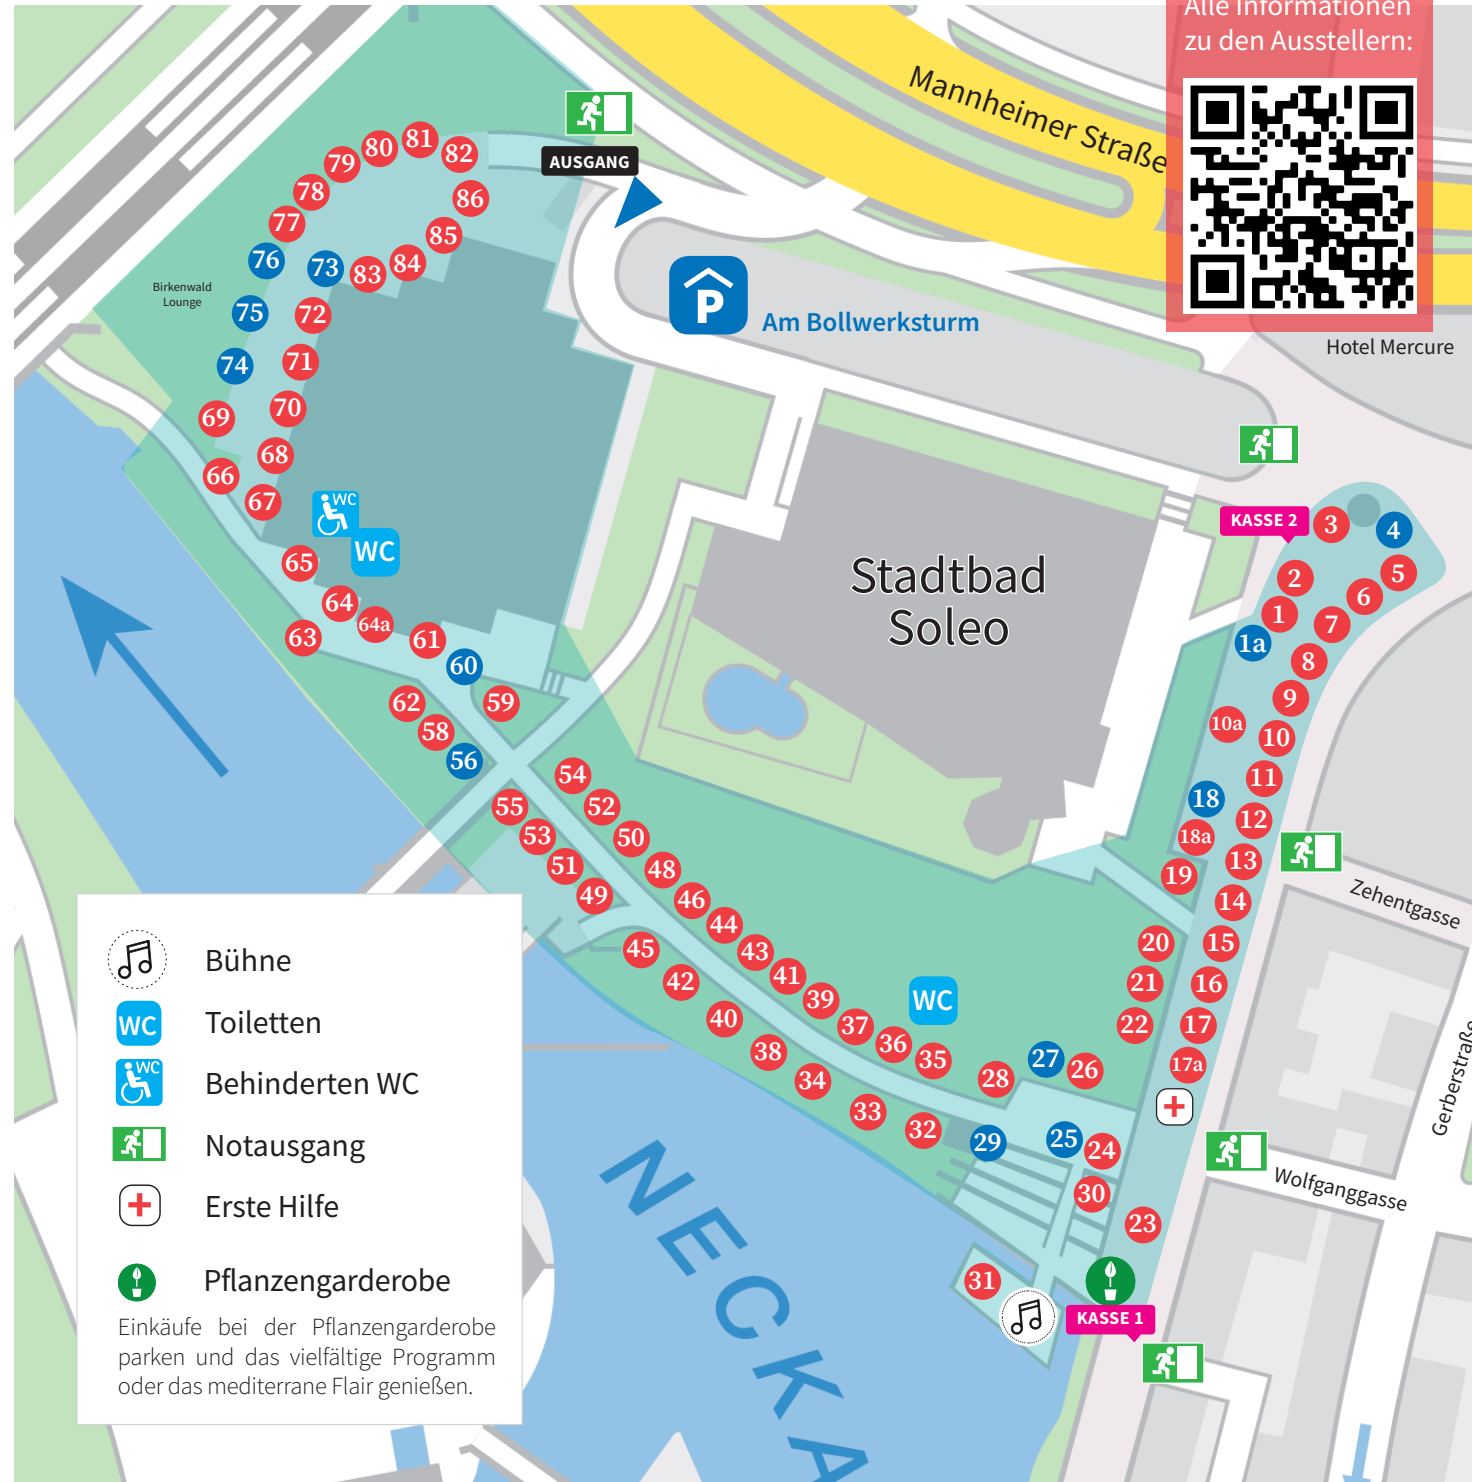 Alle Informationen
zu den Ausstellern:
Mannheimer Straße
AUSGANG
81
80
82
79
78
86
77
85
76
73
83
84
Birkenwald
Lounge
75
72
P
Am Bollwerksturm
Hotel Mercure
74
71
69
70
68
66
67
WC
WC
65
64
64a
63
61
60
62
59
58
56
Stadtbad
Soleo
KASSE 2
3
4
2
5
6
1
7
1a
8
9
10a
10
11
18
12
18a
13
19
14
20
15
21
16
22
17
17a
Zehentgasse
Gerberstraße
Wolfganggasse
54
55
52
53
50
51
48
49
46
44
45
43
42
41
39
40
37
38
36
35
WC
34
28
27
26
33
32
29
25
24
30
23
31
KASSE 1
NECKA
Bühne
WC
Toiletten
WC
Behinderten WC
Notausgang
Erste Hilfe
Pflanzengarderobe
Einkäufe bei der Pflanzengarderobe
parken und das vielfältige Programm
oder das mediterrane Flair genießen.